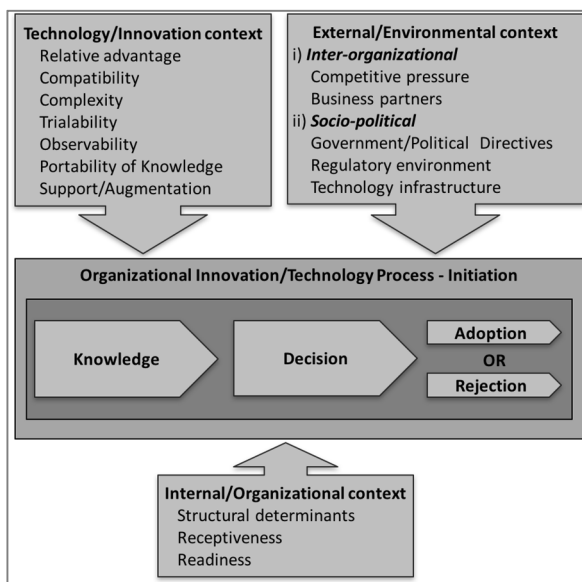 Technology/Innovation context
Relative advantage
Compatibility
Complexity
Trialability
Observability
Portability of Knowledge
Support/Augmentation
External/Environmental context
i) Inter-organizational
Competitive pressure
Business partners
ii) Socio-political
Government/Political Directives
Regulatory environment
Technology infrastructure
Organizational Innovation/Technology Process - Initiation
Knowledge
Decision
Adoption
OR
Rejection
Internal/Organizational context
Structural determinants
Receptiveness
Readiness